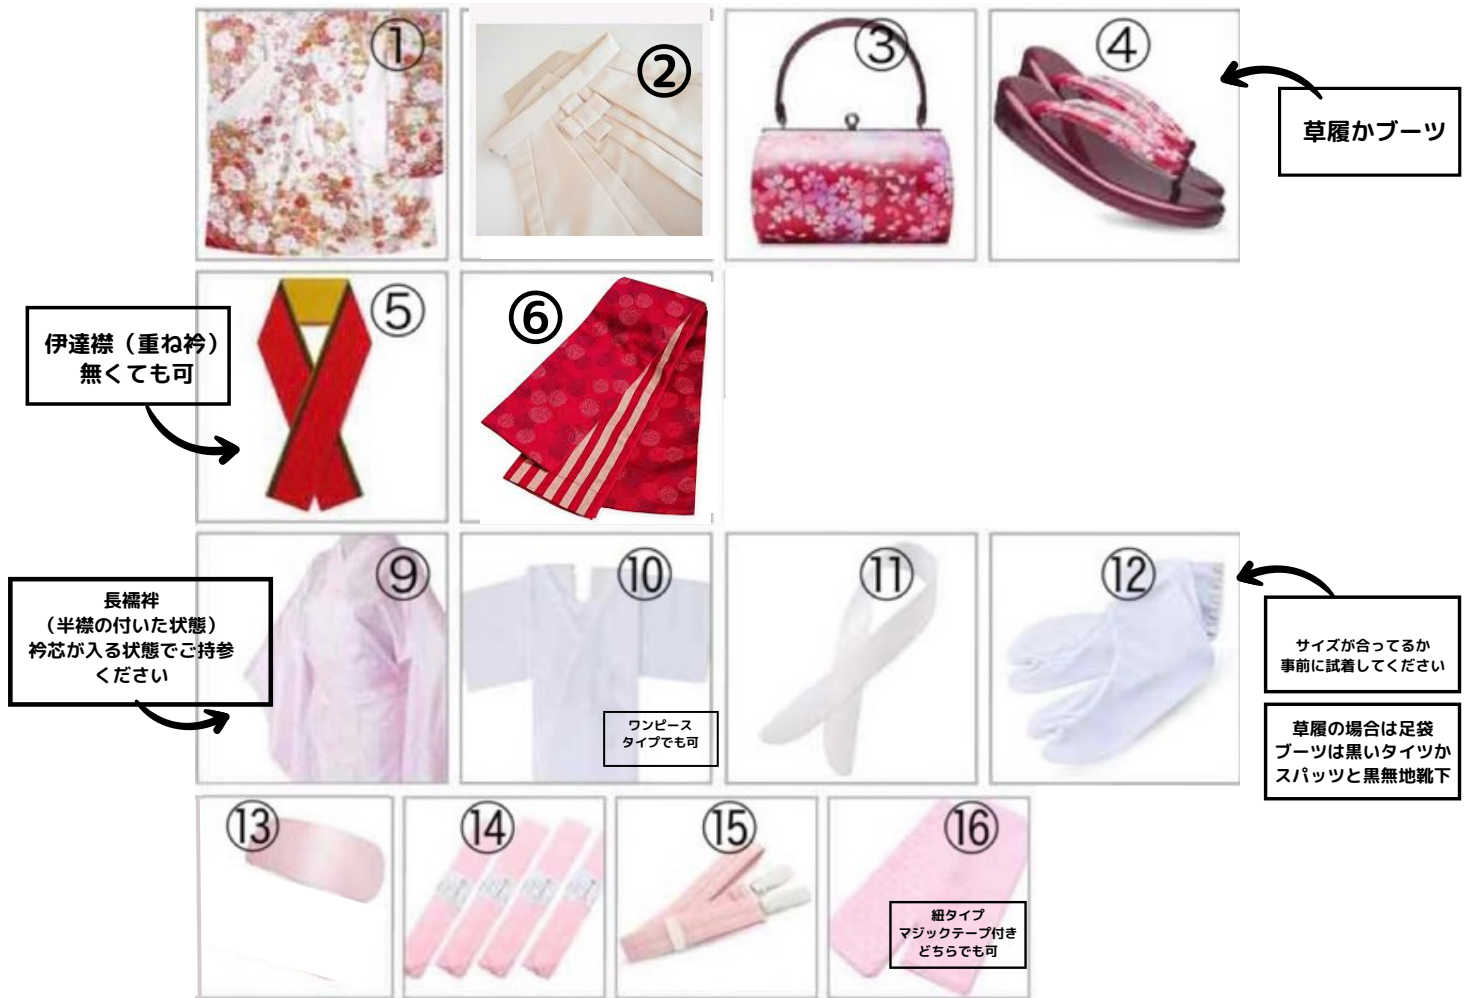 ①
②
③
④
草履かブーツ
伊達襟（重ね衿）
無くても可
⑤
⑥
長襦袢
（半襟の付いた状態）
衿芯が入る状態でご持参
ください
⑨
⑩
ワンピース
タイプでも可
⑪
⑫
サイズが合ってるか
事前に試着してください
草履の場合は足袋
ブーツは黒いタイツか
スパッツと黒無地靴下
⑬
⑭
⑮
⑯
紐タイプ
マジックテープ付き
どちらでも可